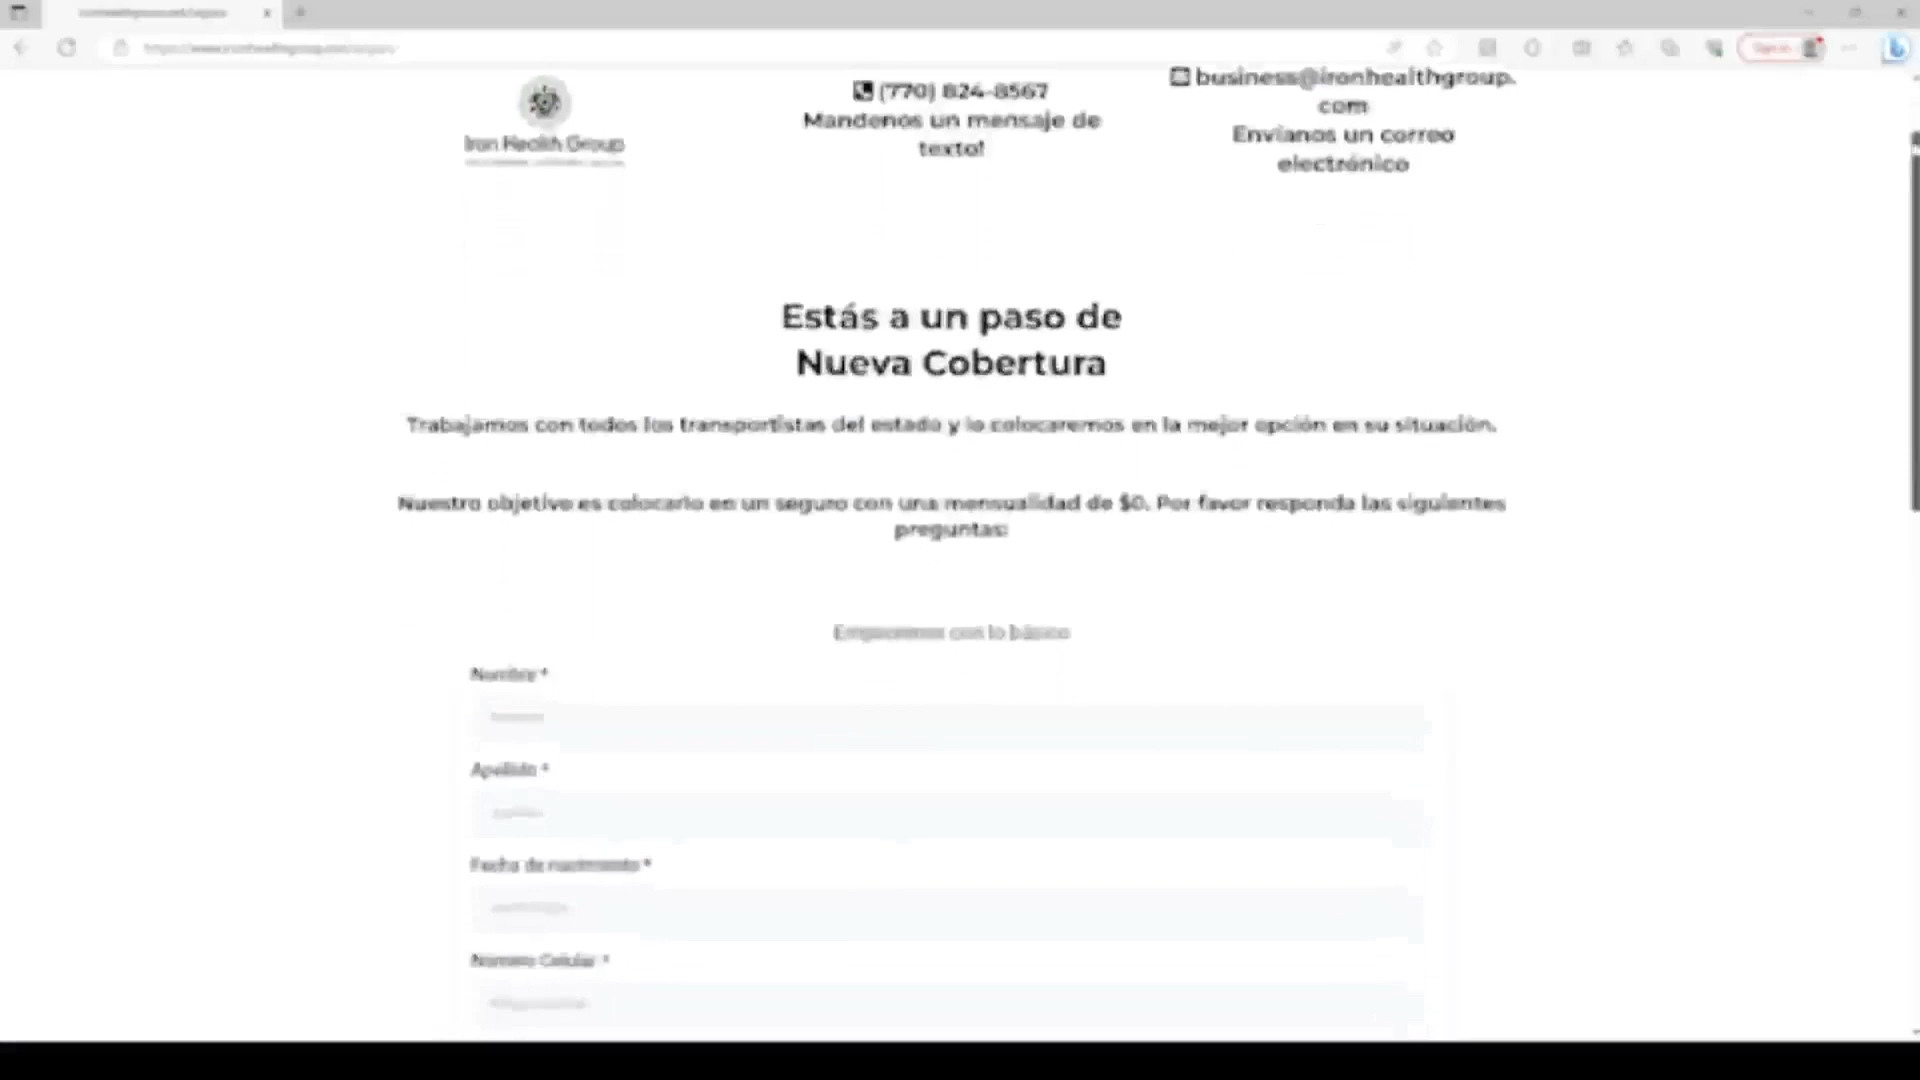 Iron Health Group
(770) 824-8567
Mandenos un mensaje de
texto!
business@ironhealthgroup.
com
Envíanos un correo
electrónico
Estás a un paso de
Nueva Cobertura
Trabajamos con todos los transportistas del estado y lo colocaremos en la mejor opción en su situación.
Nuestro objetivo es colocarlo en un seguro con una mensualidad de $0. Por favor responda las siguientes
preguntas:
Empecemos con lo básico
Nombre *
Apellido *
Fecha de nacimiento *
Número Celular *